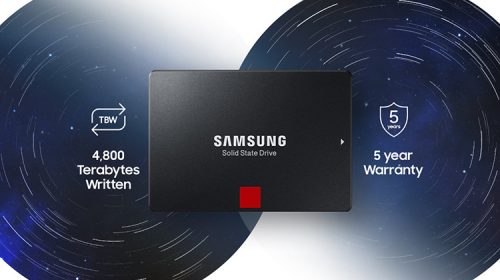 TBW
4,800
Terabytes
Written
SAMSUNG
Solid State Drive
5
years
5 year
Warranty